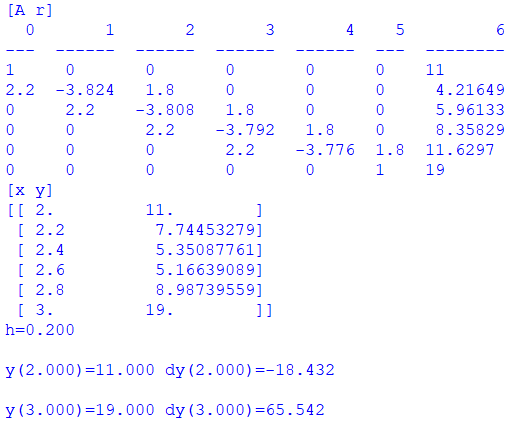 [A r]
  0       1       2       3       4    5         6
---  ------  ------  ------  ------  ---  --------
1     0       0       0       0      0    11
2.2  -3.824   1.8     0       0      0     4.21649
0     2.2    -3.808   1.8     0      0     5.96133
0     0       2.2    -3.792   1.8    0     8.35829
0     0       0       2.2    -3.776  1.8  11.6297
0     0       0       0       0      1    19
[x y]
[[ 2.         11.        ]
 [ 2.2         7.74453279]
 [ 2.4         5.35087761]
 [ 2.6         5.16639089]
 [ 2.8         8.98739559]
 [ 3.         19.        ]]
h=0.200
y(2.000)=11.000 dy(2.000)=-18.432
y(3.000)=19.000 dy(3.000)=65.542